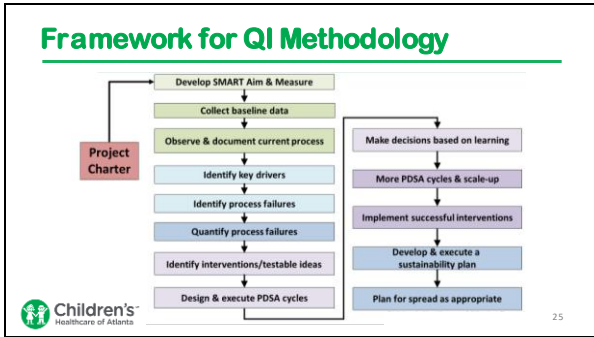 Framework for QI Methodology
Project
Charter
Develop SMART Aim & Measure
Collect baseline data
Observe & document current process
Identify key drivers
Identify process failures
Quantify process failures
Identify interventions/testable ideas
Design & execute PDSA cycles
Make decisions based on learning
More PDSA cycles & scale-up
Implement successful interventions
Develop & execute a
sustainability plan
Plan for spread as appropriate
Children's™
Healthcare of Atlanta
25